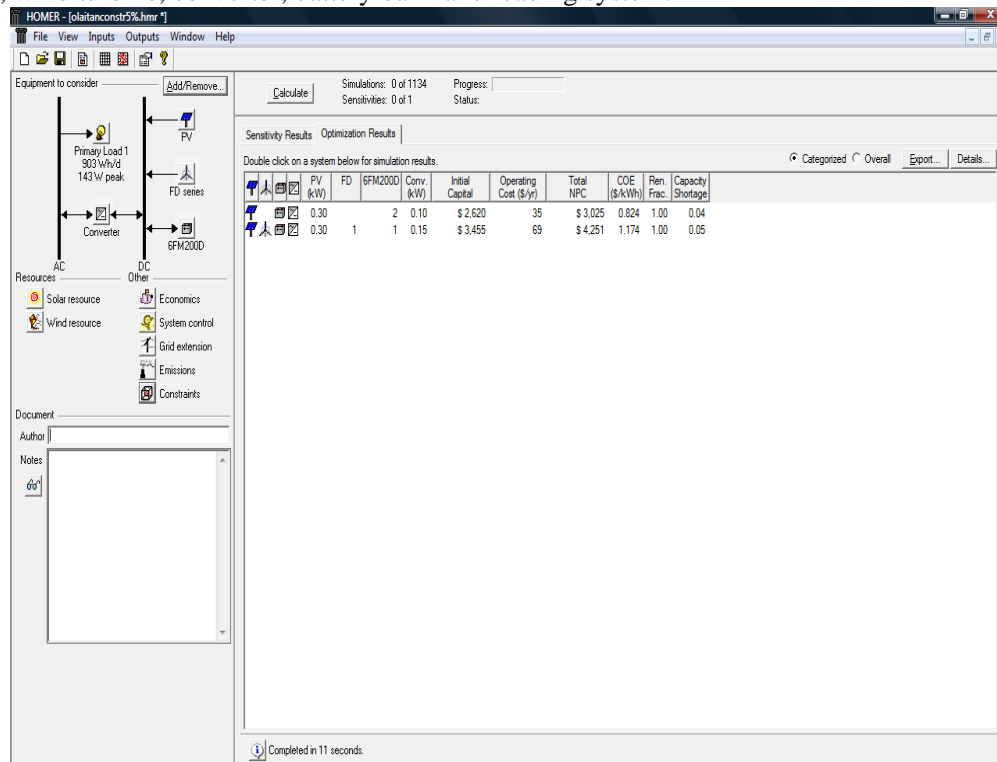 HOMER - [olaitanconstr5%.hmr *]
File View Inputs Outputs Window Help
Equipment to consider
Add/Remove...
Calculate
Simulations: 0 of 1134
Progress:
Sensitivities: 0 of 1
Status:
Primary Load 1
903 Wh/d
143 W peak
PV
FD series
Converter
6FM200D
AC
DC
Resources
Other
Solar resource
Economics
Wind resource
System control
Grid extension
Emissions
Constraints
Document
Author
Notes
Sensitivity Results Optimization Results
Double click on a system below for simulation results.
Categorized Overall Export... Details...
PV (kW) FD 6FM200D Conv. (kW) Initial Capital Operating Cost ($/yr) Total NPC COE ($/kWh) Ren. Frac. Capacity Shortage
0.30 2 0.10 $ 2,620 35 $ 3,025 0.824 1.00 0.04
0.30 1 1 0.15 $ 3,455 69 $ 4,251 1.174 1.00 0.05
Completed in 11 seconds.